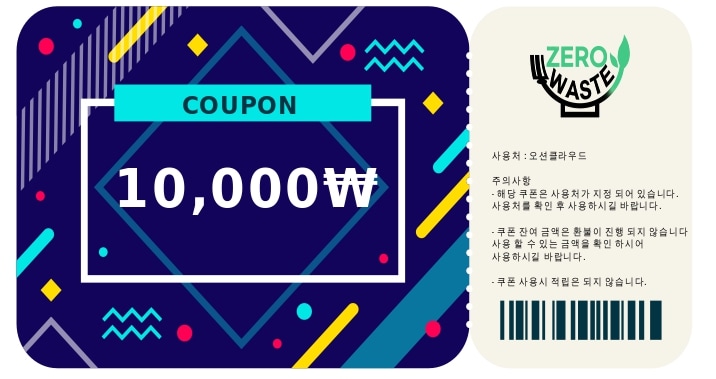 COUPON
10,000₩
ZERO
WASTE
사용처 : 오션클라우드
주의사항
- 해당 쿠폰은 사용처가 지정 되어 있습니다.
사용처를 확인 후 사용하시길 바랍니다.
- 쿠폰 잔여 금액은 환불이 진행 되지 않습니다
사용 할 수 있는 금액을 확인 하시어
사용하시길 바랍니다.
- 쿠폰 사용시 적립은 되지 않습니다.